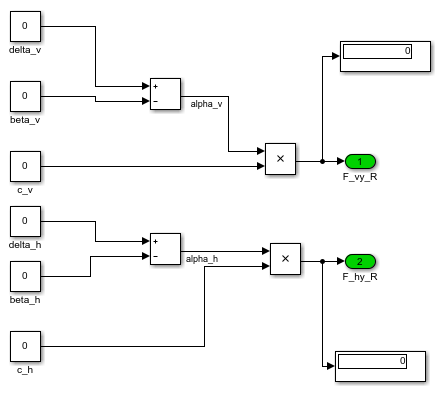 0
delta_v
0
0
beta_v
+
−
alpha_v
0
c_v
×
1
F_vy_R
0
delta_h
0
beta_h
+
−
alpha_h
×
2
F_hy_R
0
c_h
0